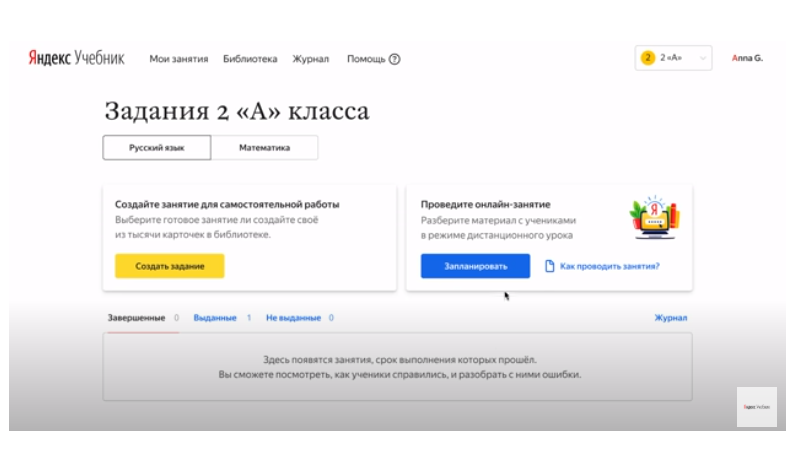 Яндекс Учебник Мои занятия Библиотека Журнал Помощь ? 2 2 «А» Anna G.
Задания 2 «А» класса
Русский язык Математика
Создайте занятие для самостоятельной работы
Выберите готовое занятие ли создайте своё
из тысячи карточек в библиотеке.
Создать задание
Проведите онлайн-занятие
Разберите материал с учениками
в режиме дистанционного урока
Я
Запланировать Как проводить занятия?
Завершенные 0 Выданные 1 Не выданные 0 Журнал
Здесь появятся занятия, срок выполнения которых прошёл.
Вы сможете посмотреть, как ученики справились, и разобрать с ними ошибки.
Яндекс Учебник